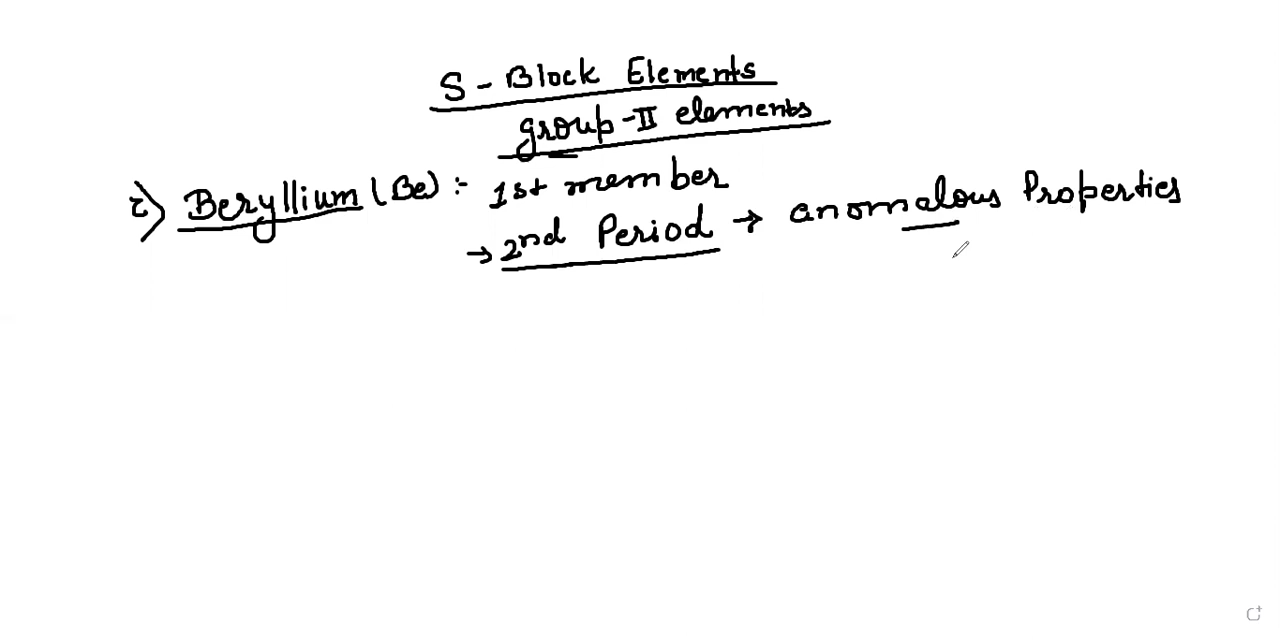 S - Block Elements
group - II elements
i) Beryllium (Be) :- 1st member
→ 2nd Period → anomalous Properties